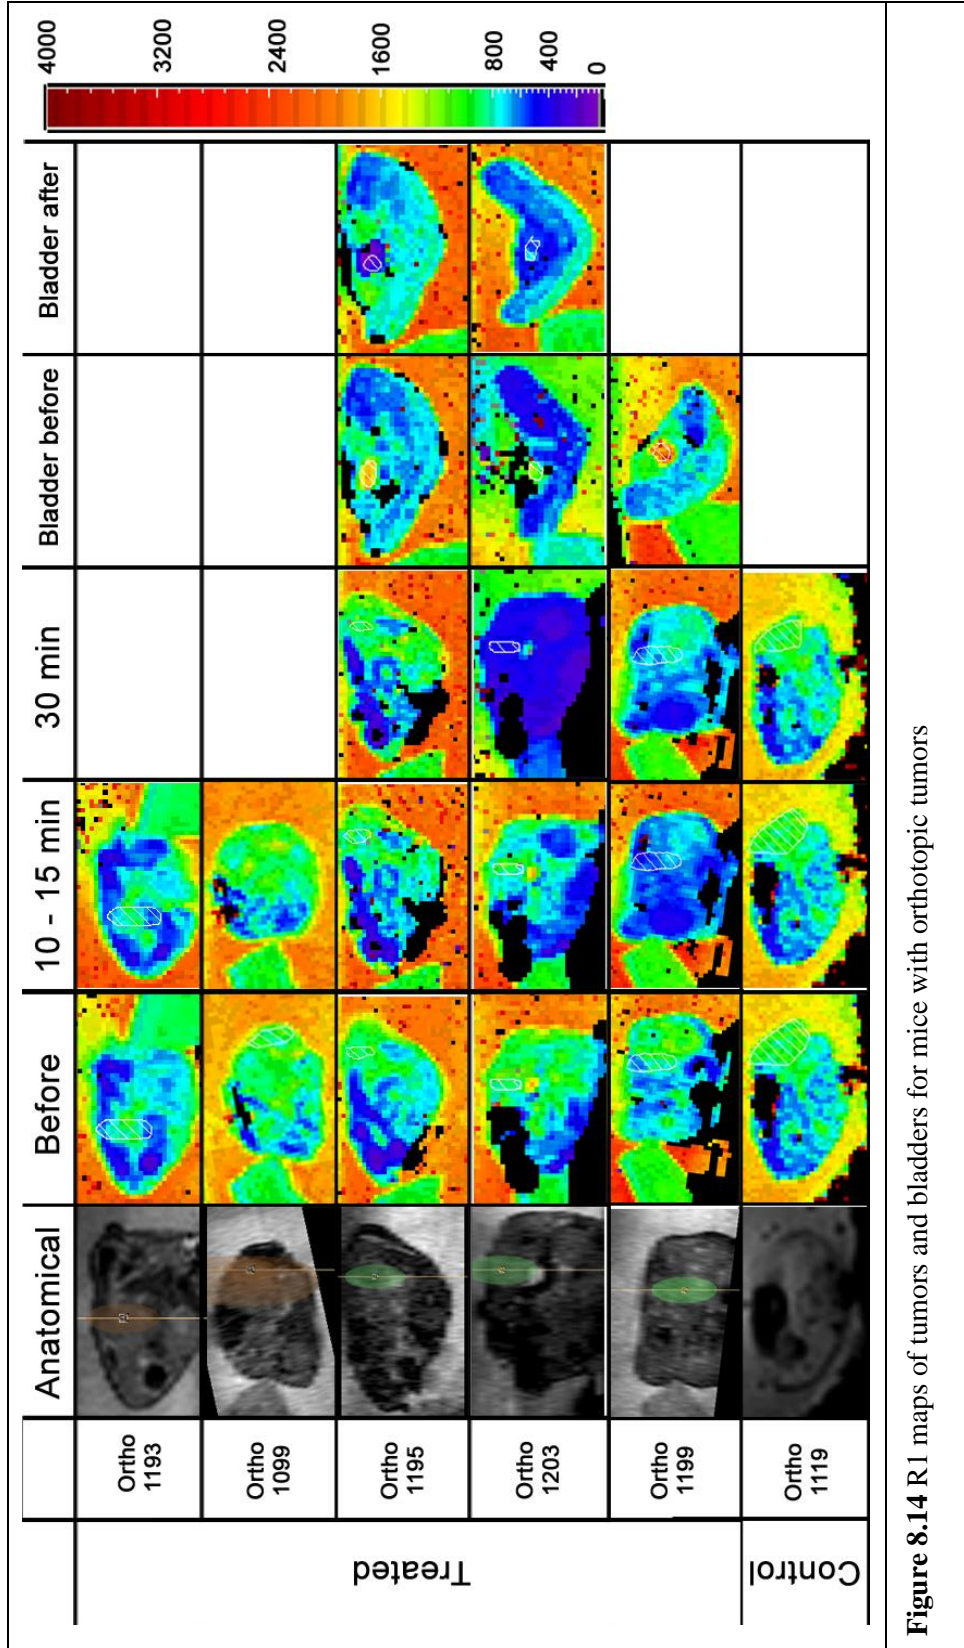 Anatomical
Before
10 - 15 min
30 min
Bladder before
Bladder after
Treated
Ortho
1193
Ortho
1099
Ortho
1195
Ortho
1203
Ortho
1199
Control
Ortho
1119
4000
3200
2400
1600
800
400
0
Figure 8.14 R1 maps of tumors and bladders for mice with orthotopic tumors